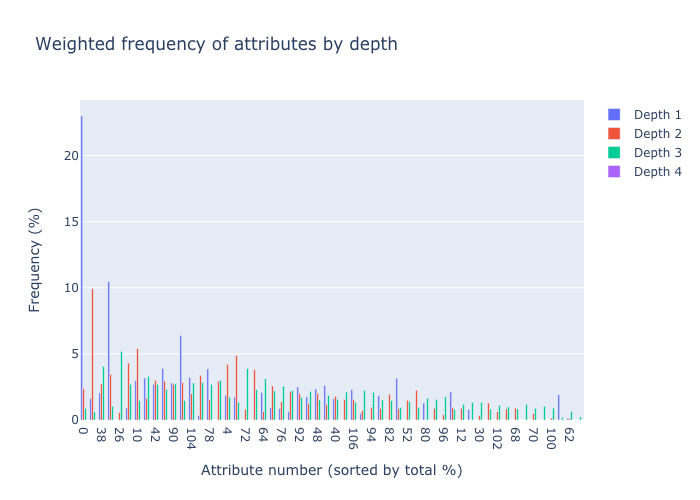 Weighted frequency of attributes by depth
Depth 1
Depth 2
Depth 3
Depth 4
20
15
10
5
0
Frequency (%)
0 38 26 10 42 90 104 78 4 72 64 76 92 48 40 106 94 82 52 80 96 12 30 102 68 70 100 62
Attribute number (sorted by total %)